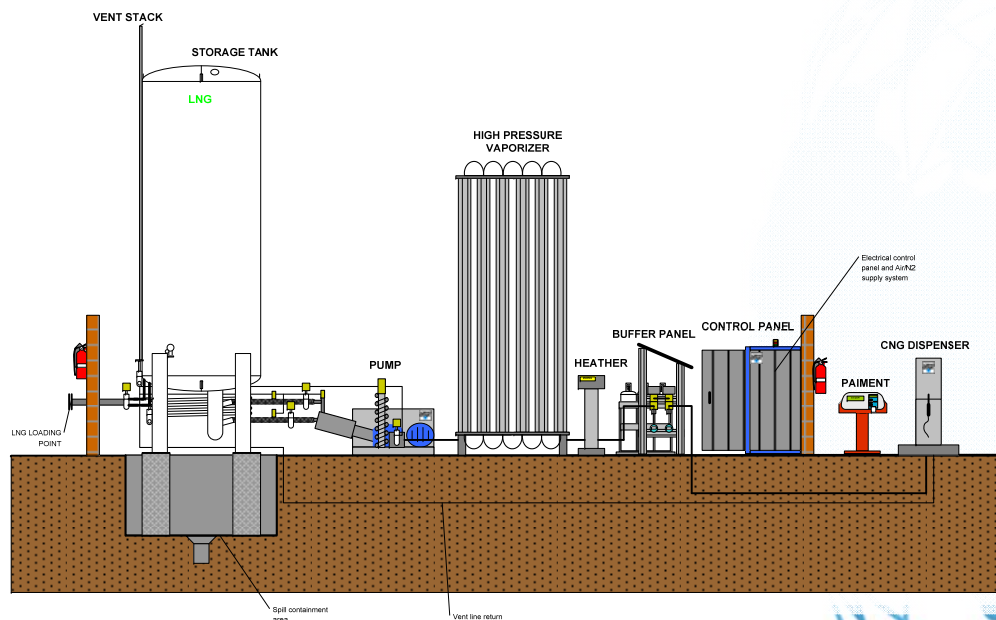 VENT STACK
STORAGE TANK
LNG
HIGH PRESSURE
VAPORIZER
Electrical control
panel and Air/N2
supply system
BUFFER PANEL
CONTROL PANEL
CNG DISPENSER
PUMP
HEATHER
PAIMENT
LNG LOADING
POINT
Spill containment
area
Vent line return